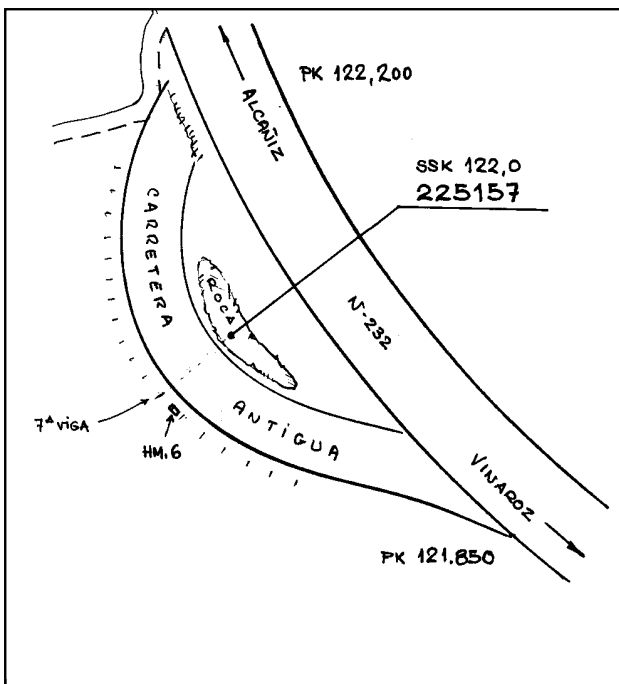 PK 122,200
ALCAÑIZ
SSK 122,0
225157
CARRETERA
ROCA
N-232
7ª VIGA
HM.6
ANTÍGUA
VINAROZ
PK 121.850